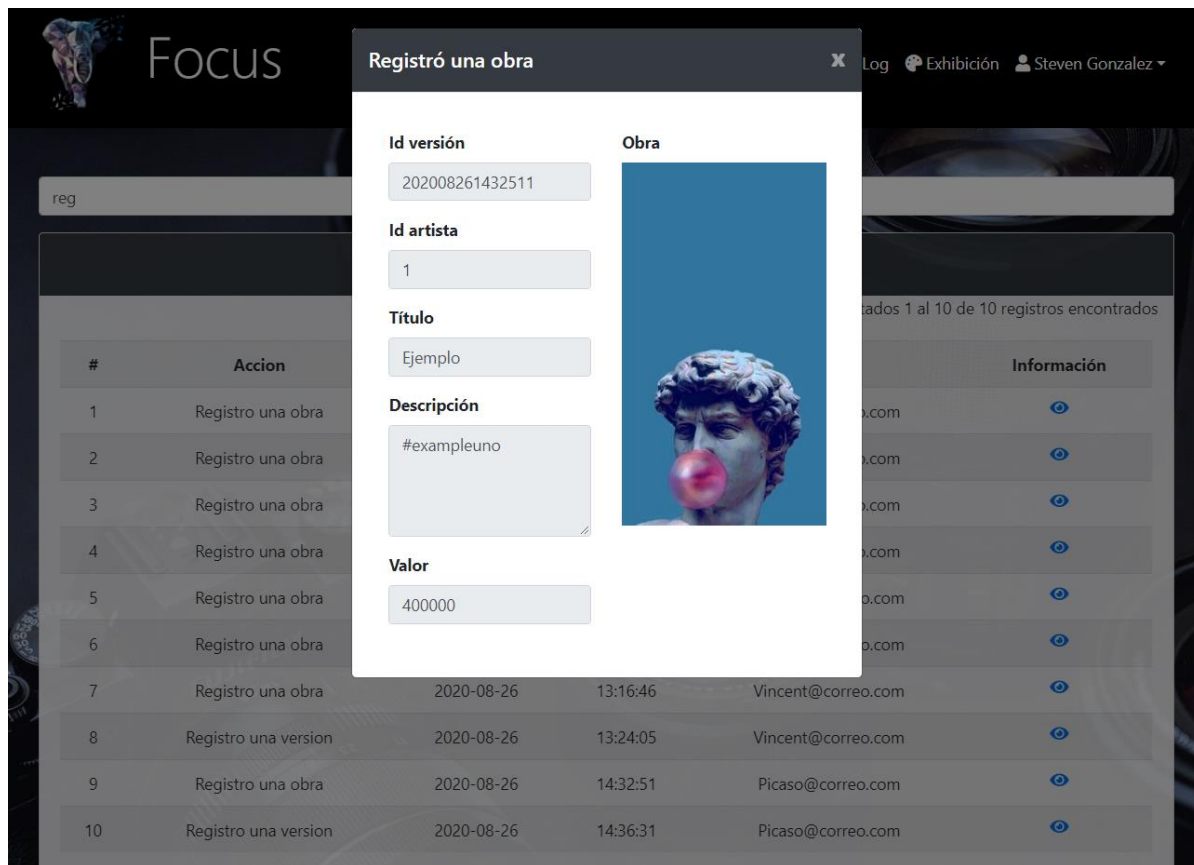 Focus
Log Exhibición Steven Gonzalez
Registró una obra x
Id versión
202008261432511
Id artista
1
Título
Ejemplo
Descripción
#exampleuno
Valor
400000
Obra
reg
tados 1 al 10 de 10 registros encontrados
# Accion Información
1 Registro una obra o.com
2 Registro una obra o.com
3 Registro una obra o.com
4 Registro una obra o.com
5 Registro una obra o.com
6 Registro una obra o.com
7 Registro una obra 2020-08-26 13:16:46 Vincent@correo.com
8 Registro una version 2020-08-26 13:24:05 Vincent@correo.com
9 Registro una obra 2020-08-26 14:32:51 Picaso@correo.com
10 Registro una version 2020-08-26 14:36:31 Picaso@correo.com